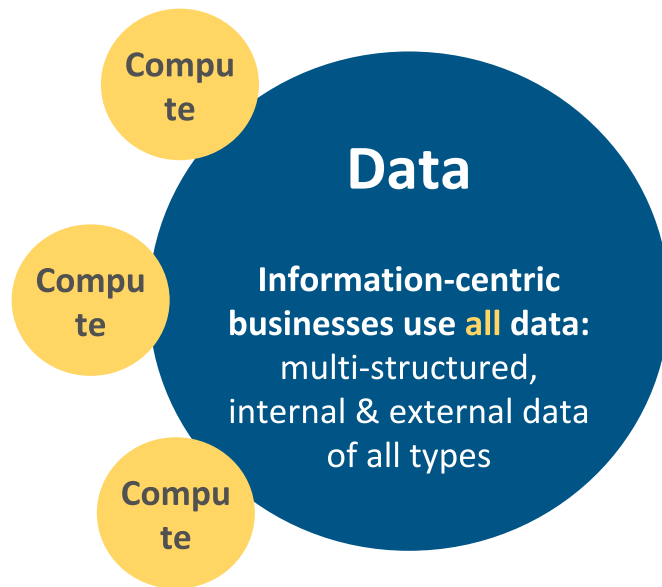 Compu
te
Data
Compu
te
Information-centric
businesses use all data:
multi-structured,
internal & external data
of all types
Compu
te